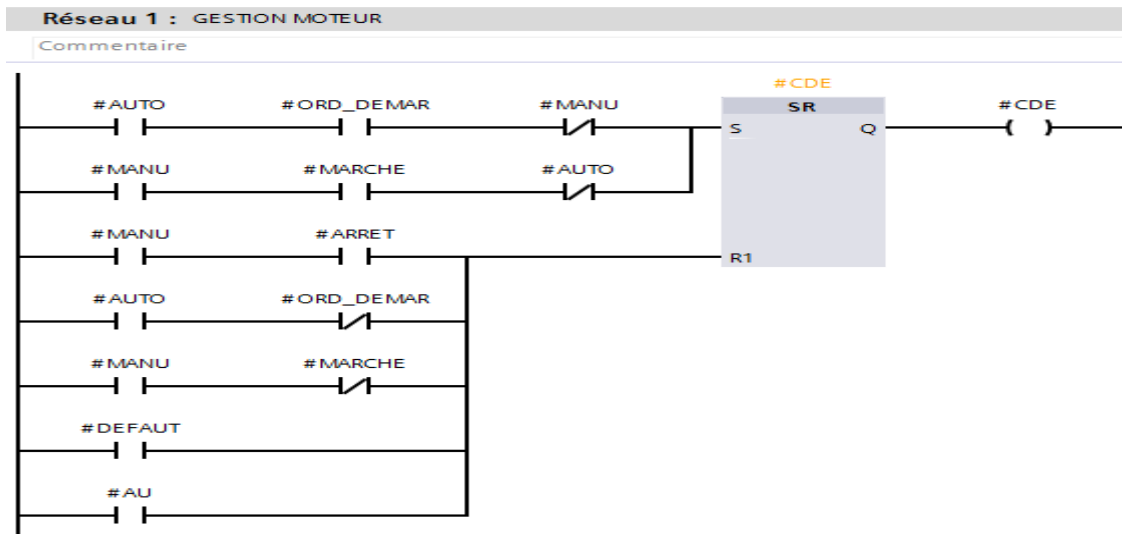 Réseau 1 : GESTION MOTEUR
Commentaire
#CDE
#AUTO #ORD_DEMAR #MANU SR #CDE
S Q
#MANU #MARCHE #AUTO
#MANU #ARRET
R1
#AUTO #ORD_DEMAR
#MANU #MARCHE
#DEFAUT
#AU